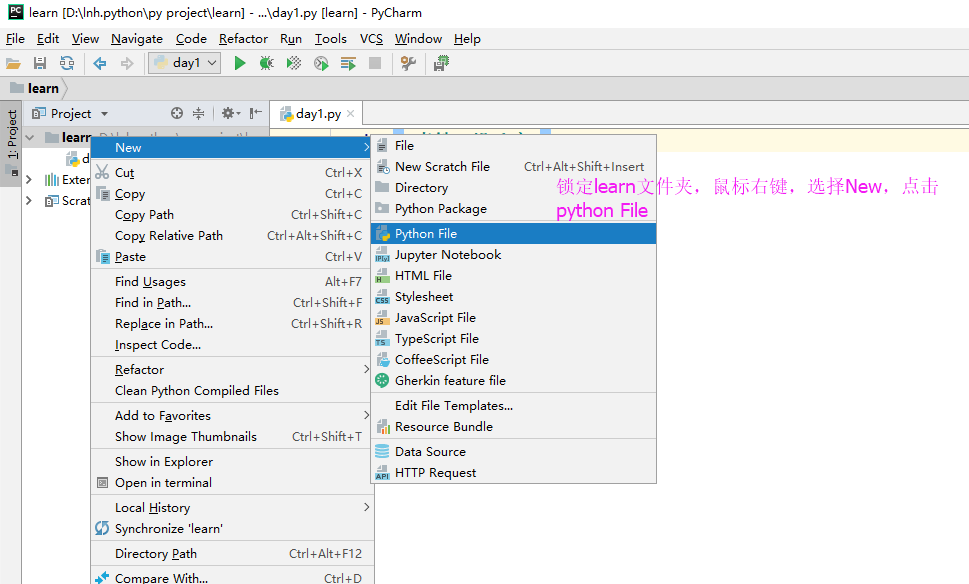 learn [D:\lnh.python\py project\learn] - ...\day1.py [learn] - PyCharm
File Edit View Navigate Code Refactor Run Tools VCS Window Help
day1
learn
1: Project
Project
day1.py
learn
Exter
Scrat
New
Cut Ctrl+X
Copy Ctrl+C
Copy Path Ctrl+Shift+C
Copy Relative Path Ctrl+Alt+Shift+C
Paste Ctrl+V
Find Usages Alt+F7
Find in Path... Ctrl+Shift+F
Replace in Path... Ctrl+Shift+R
Inspect Code...
Refactor
Clean Python Compiled Files
Add to Favorites
Show Image Thumbnails Ctrl+Shift+T
Show in Explorer
Open in terminal
Local History
Synchronize 'learn'
Directory Path Ctrl+Alt+F12
Compare With... Ctrl+D
File
New Scratch File Ctrl+Alt+Shift+Insert
Directory
Python Package
Python File
Jupyter Notebook
HTML File
Stylesheet
JavaScript File
TypeScript File
CoffeeScript File
Gherkin feature file
Edit File Templates...
Resource Bundle
Data Source
HTTP Request
锁定learn文件夹，鼠标右键，选择New，点击
python File